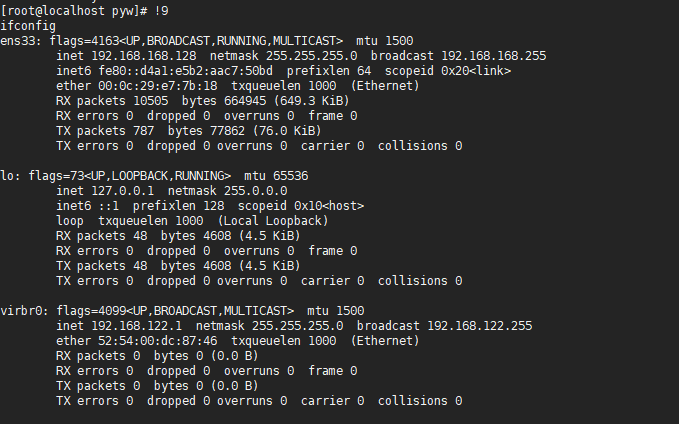 [root@localhost pyw]# !9
ifconfig
ens33: flags=4163<UP,BROADCAST,RUNNING,MULTICAST>  mtu 1500
        inet 192.168.168.128  netmask 255.255.255.0  broadcast 192.168.168.255
        inet6 fe80::d4a1:e5b2:aac7:50bd  prefixlen 64  scopeid 0x20<link>
        ether 00:0c:29:e7:7b:18  txqueuelen 1000  (Ethernet)
        RX packets 10505  bytes 664945 (649.3 KiB)
        RX errors 0  dropped 0  overruns 0  frame 0
        TX packets 787  bytes 77862 (76.0 KiB)
        TX errors 0  dropped 0 overruns 0  carrier 0  collisions 0

lo: flags=73<UP,LOOPBACK,RUNNING>  mtu 65536
        inet 127.0.0.1  netmask 255.0.0.0
        inet6 ::1  prefixlen 128  scopeid 0x10<host>
        loop  txqueuelen 1000  (Local Loopback)
        RX packets 48  bytes 4608 (4.5 KiB)
        RX errors 0  dropped 0  overruns 0  frame 0
        TX packets 48  bytes 4608 (4.5 KiB)
        TX errors 0  dropped 0 overruns 0  carrier 0  collisions 0

virbr0: flags=4099<UP,BROADCAST,MULTICAST>  mtu 1500
        inet 192.168.122.1  netmask 255.255.255.0  broadcast 192.168.122.255
        ether 52:54:00:dc:87:46  txqueuelen 1000  (Ethernet)
        RX packets 0  bytes 0 (0.0 B)
        RX errors 0  dropped 0  overruns 0  frame 0
        TX packets 0  bytes 0 (0.0 B)
        TX errors 0  dropped 0 overruns 0  carrier 0  collisions 0